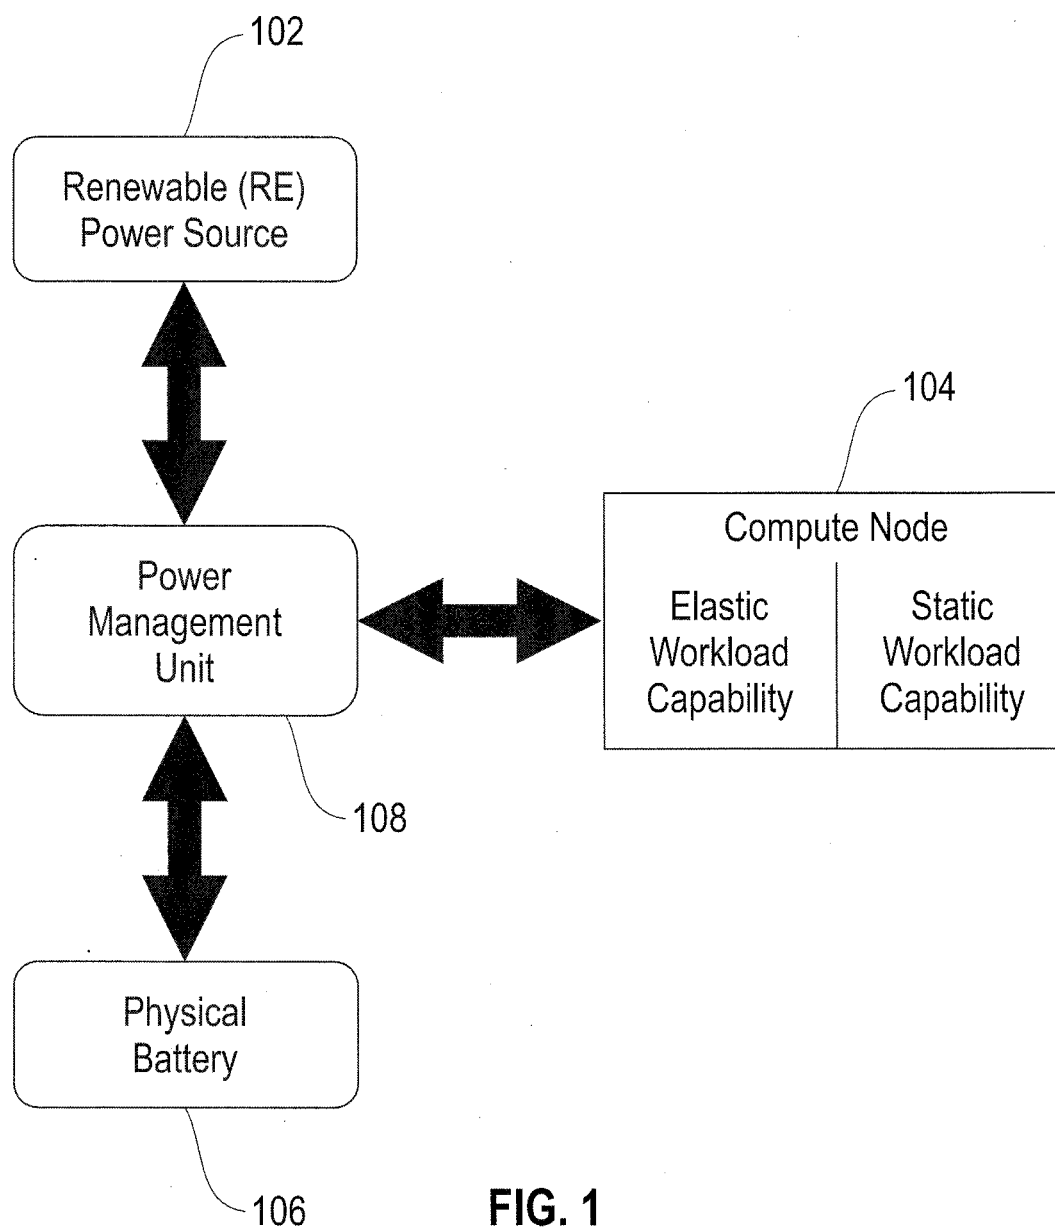 102
Renewable (RE)
Power Source
104
Compute Node
Elastic
Workload
Capability
Static
Workload
Capability
Power
Management
Unit
108
Physical
Battery
106
FIG. 1